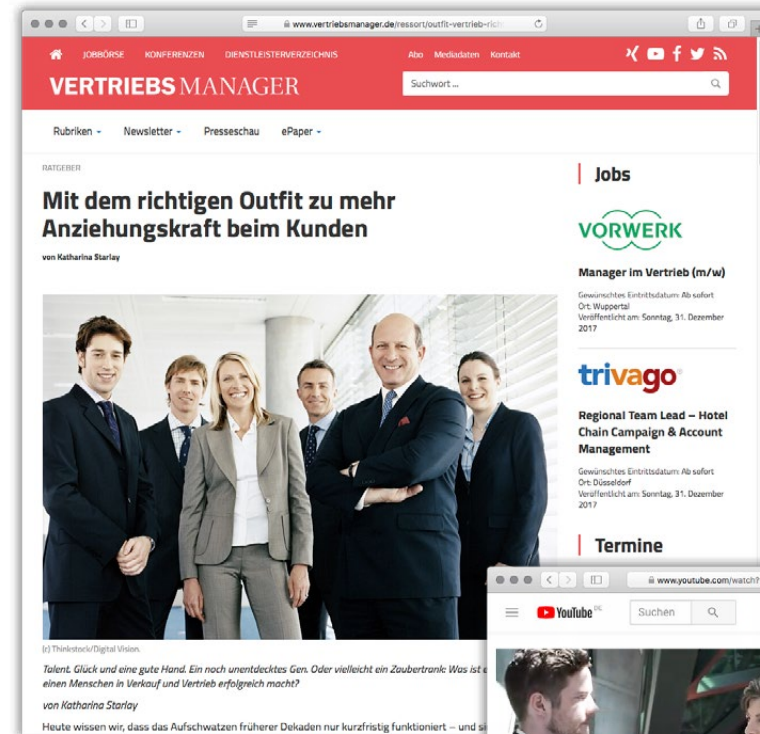 www.vertriebsmanager.de/ressort/outfit-vertrieb-rich
JOBBÖRSE KONFERENZEN DIENSTLEISTERVERZEICHNIS Abo Mediadaten Kontakt
VERTRIEBSMANAGER
Suchwort ...
Rubriken Newsletter Presseschau ePaper
RATGEBER
Mit dem richtigen Outfit zu mehr
Anziehungskraft beim Kunden
von Katharina Starlay
(c) Thinkstock/Digital Vision.
Talent. Glück und eine gute Hand. Ein noch unentdecktes Gen. Oder vielleicht ein Zaubertrank: Was ist
einen Menschen in Verkauf und Vertrieb erfolgreich macht?
von Katharina Starlay
Heute wissen wir, dass das Aufschwatzen früherer Dekaden nur kurzfristig funktioniert – und
Jobs
VORWERK
Manager im Vertrieb (m/w)
Gewünschtes Eintrittsdatum: Ab sofort
Ort: Wuppertal
Veröffentlicht am: Sonntag, 31. Dezember
2017
trivago
Regional Team Lead – Hotel
Chain Campaign & Account
Management
Gewünschtes Eintrittsdatum: Ab sofort
Ort: Düsseldorf
Veröffentlicht am: Sonntag, 31. Dezember
2017
Termine
www.youtube.com/watch?
YouTube DE
Suchen